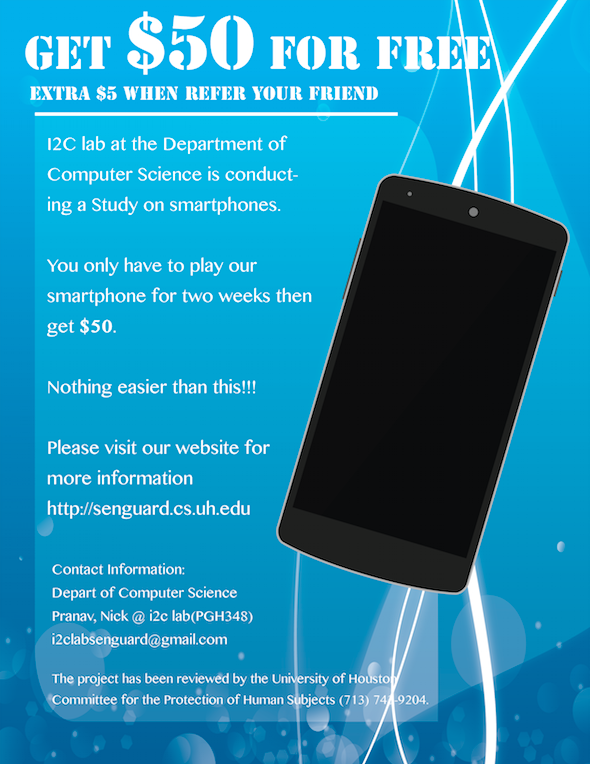 GET $50 FOR FREE
EXTRA $5 WHEN REFER YOUR FRIEND
I2C lab at the Department of
Computer Science is conduct-
ing a Study on smartphones.
You only have to play our
smartphone for two weeks then
get $50.
Nothing easier than this!!!
Please visit our website for
more information
http://senguard.cs.uh.edu
Contact Information:
Depart of Computer Science
Pranav, Nick @ i2c lab(PGH348)
i2clabsenguard@gmail.com
The project has been reviewed by the University of Houston
Committee for the Protection of Human Subjects (713) 743-9204.